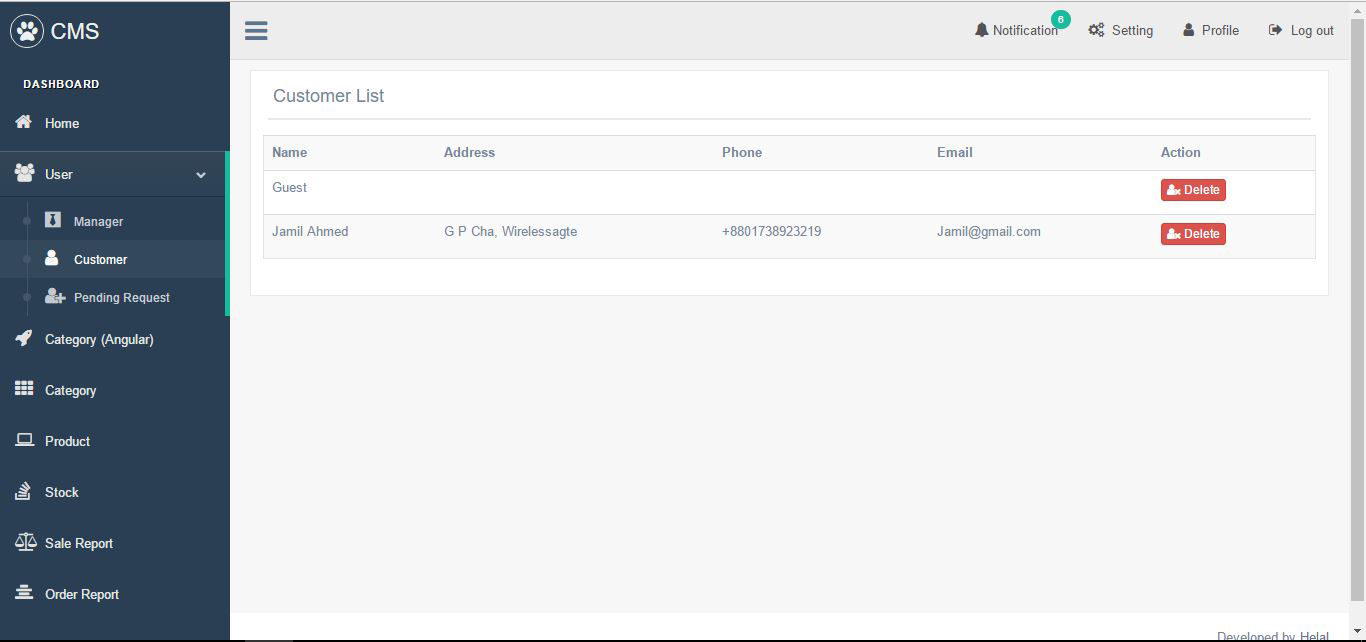 CMS
DASHBOARD
Home
User
Manager
Customer
Pending Request
Category (Angular)
Category
Product
Stock
Sale Report
Order Report
Notification 6 Setting Profile Log out
Customer List
Name Address Phone Email Action
Guest Delete
Jamil Ahmed G P Cha, Wirelessagte +8801738923219 Jamil@gmail.com Delete
Developed by Helal